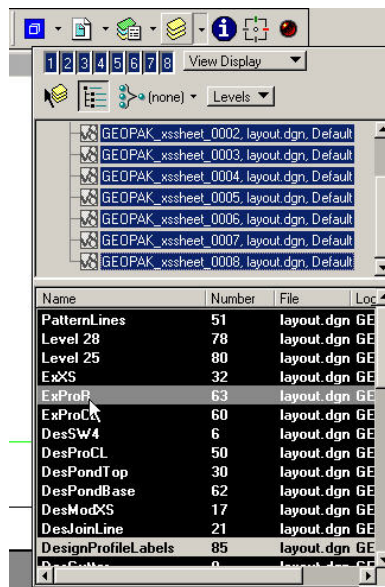 1 2 3 4 5 6 7 8 View Display
(none) Levels
GEOPAK_xssheet_0002, layout.dgn, Default
GEOPAK_xssheet_0003, layout.dgn, Default
GEOPAK_xssheet_0004, layout.dgn, Default
GEOPAK_xssheet_0005, layout.dgn, Default
GEOPAK_xssheet_0006, layout.dgn, Default
GEOPAK_xssheet_0007, layout.dgn, Default
GEOPAK_xssheet_0008, layout.dgn, Default
Name Number File Loc
PatternLines 51 layout.dgn GE
Level 28 78 layout.dgn GE
Level 25 80 layout.dgn GE
ExXS 32 layout.dgn GE
63 layout.dgn GE
60 layout.dgn GE
DesSW4 6 layout.dgn GE
DesProCL 50 layout.dgn GE
DesPondTop 30 layout.dgn GE
DesPondBase 62 layout.dgn GE
DesModXS 17 layout.dgn GE
DesJoinLine 21 layout.dgn GE
DesignProfileLabels 85 layout.dgn GE